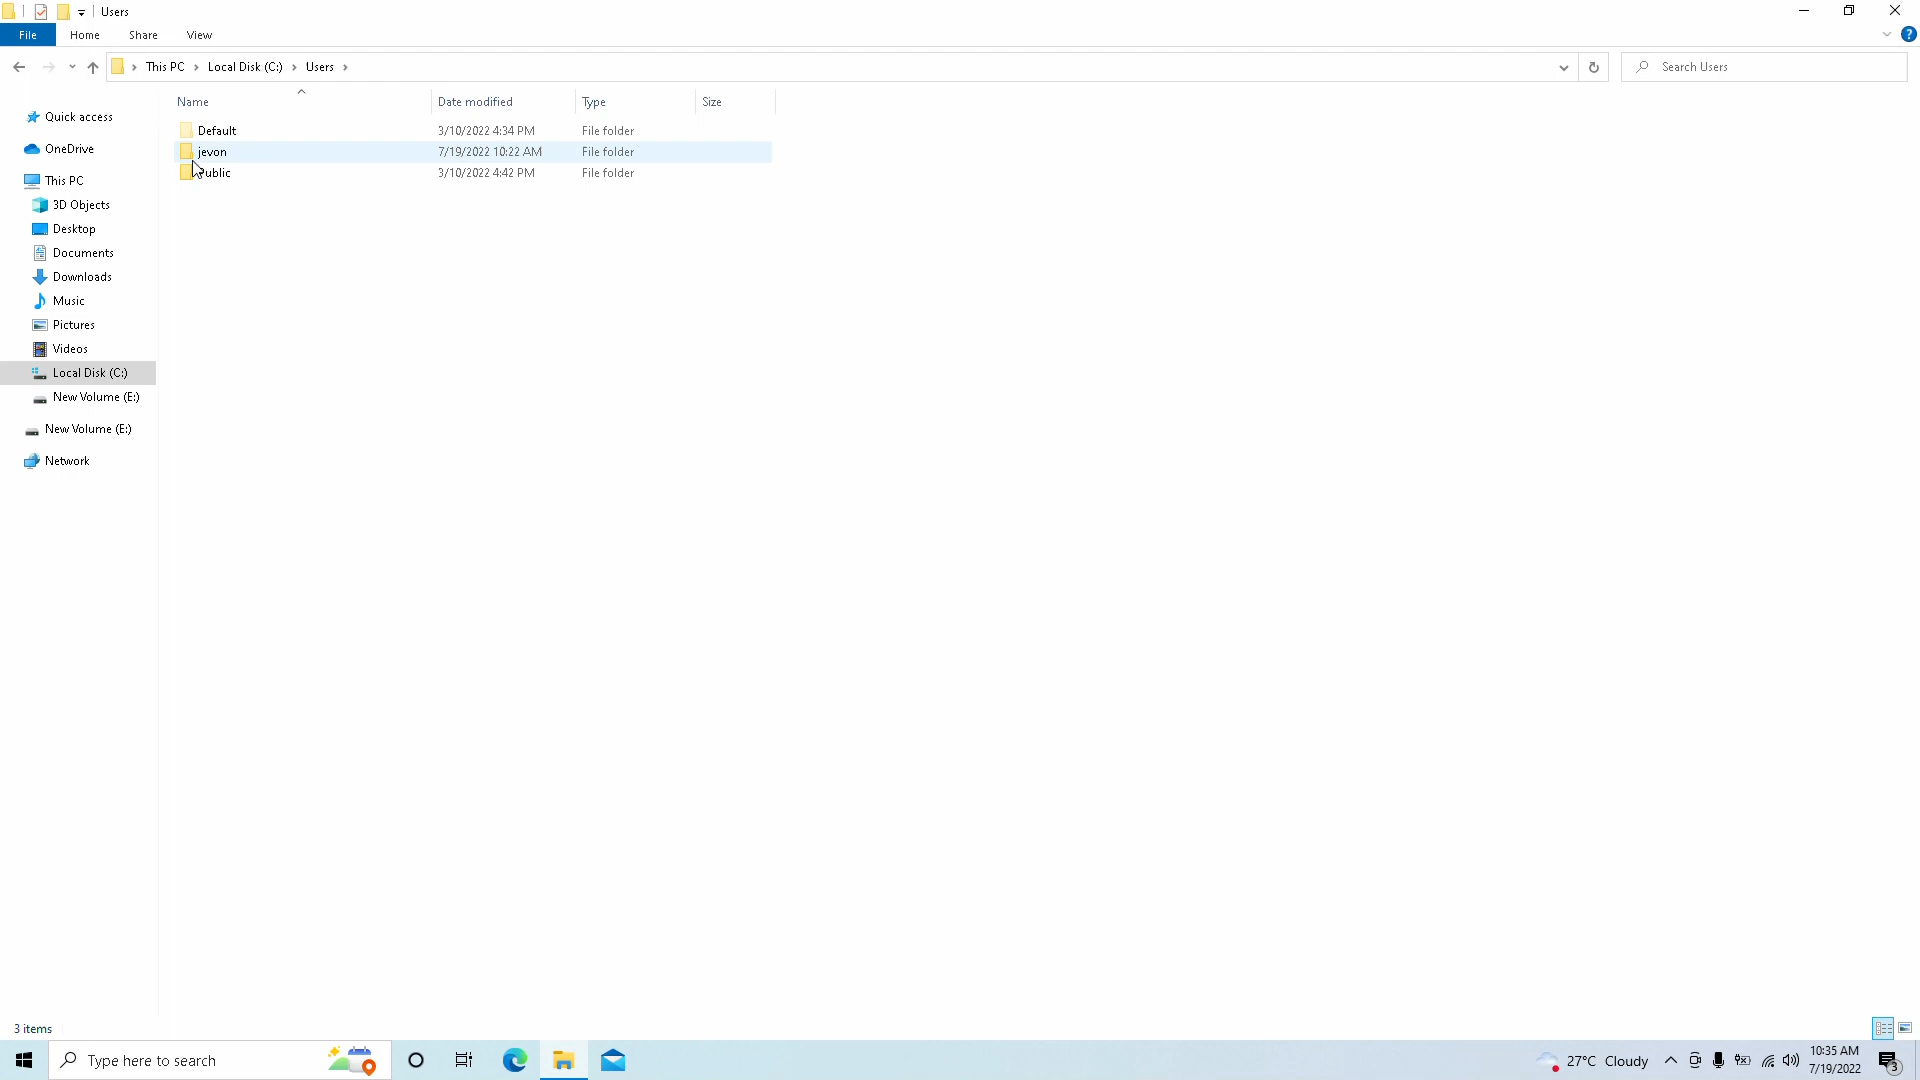 Users
File Home Share View
This PC Local Disk (C:) Users Search Users
Name Date modified Type Size
Default 3/10/2022 4:34 PM File folder
jevon 7/19/2022 10:22 AM File folder
Public 3/10/2022 4:42 PM File folder
Quick access
OneDrive
This PC
3D Objects
Desktop
Documents
Downloads
Music
Pictures
Videos
Local Disk (C:)
New Volume (E:)
New Volume (E:)
Network
3 items
Type here to search
27°C Cloudy
10:35 AM
7/19/2022
3